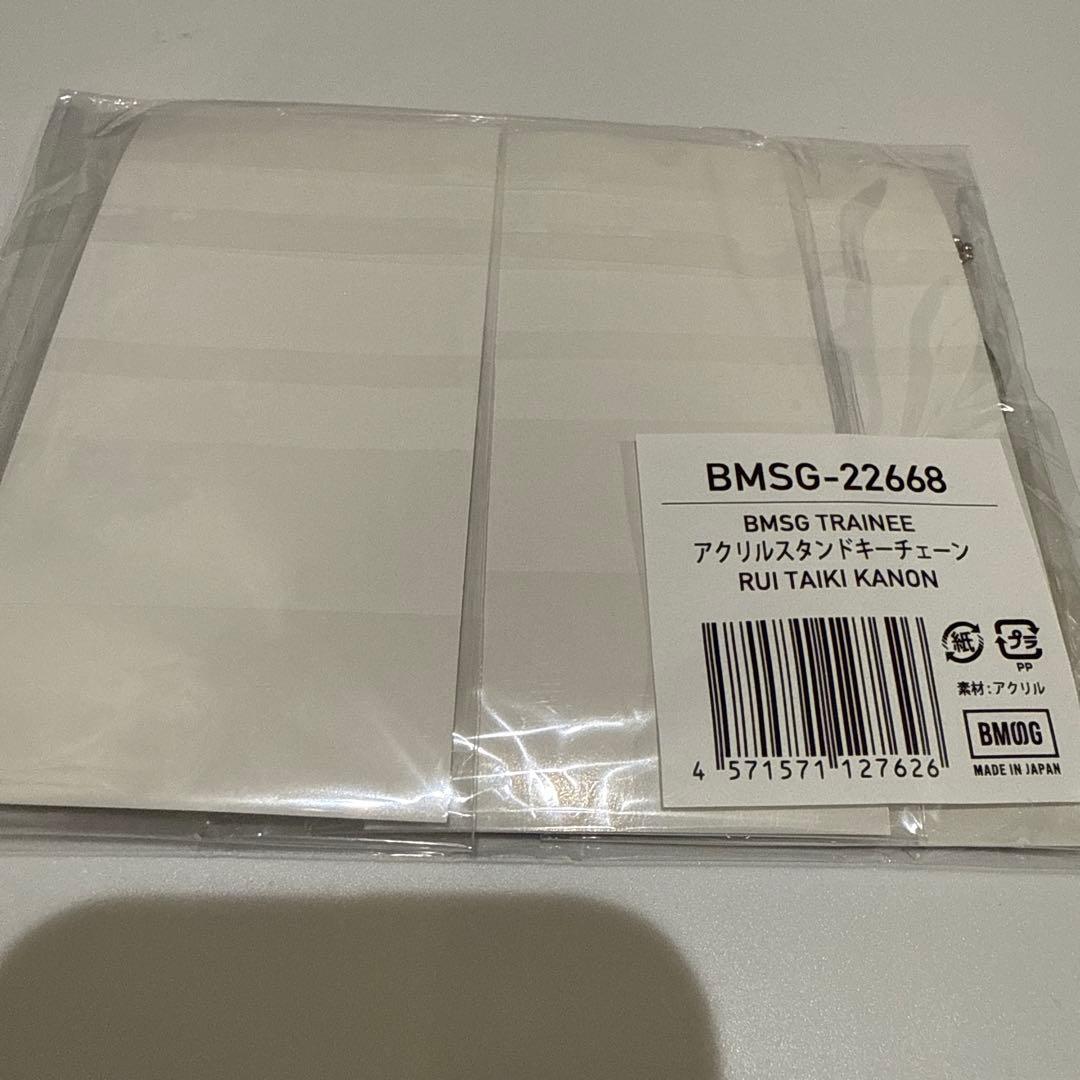 BMSG-22668
BMSG TRAINEE
アクリルスタンドキーチェーン
RUI TAIKI KANON
紙 プラ
PP
素材:アクリル
BMSG
MADE IN JAPAN
4 571571 127626